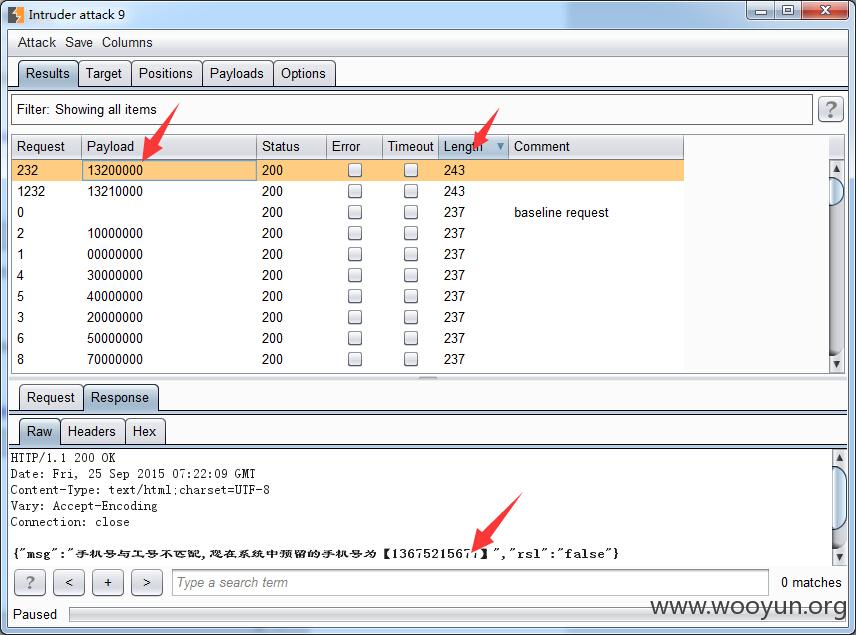 Intruder attack 9
Attack Save Columns
Results Target Positions Payloads Options
Filter: Showing all items ?
Request Payload Status Error Timeout Length Comment
232 13200000 200 243
1232 13210000 200 243
0 200 237 baseline request
2 10000000 200 237
1 00000000 200 237
4 30000000 200 237
5 40000000 200 237
3 20000000 200 237
6 50000000 200 237
8 70000000 200 237
Request Response
Raw Headers Hex
HTTP/1.1 200 OK
Date: Fri, 25 Sep 2015 07:22:09 GMT
Content-Type: text/html;charset=UTF-8
Vary: Accept-Encoding
Connection: close
{"msg":"手机号与工号不匹配,您在系统中预留的手机号为【1367521567】","rsl":"false"}
? < + > Type a search term 0 matches
www.wooyun.org
Paused